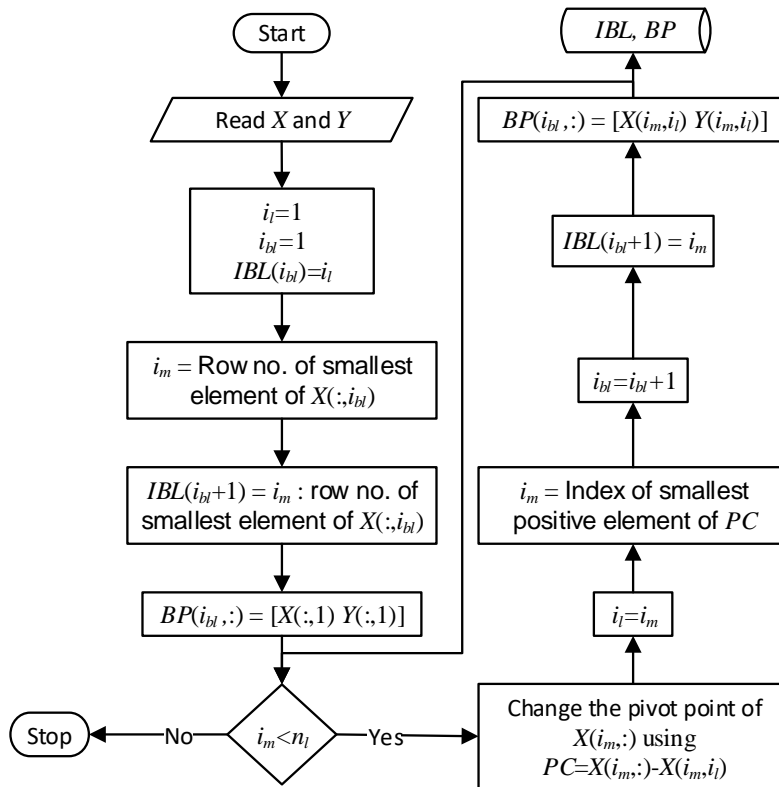 Start
Read X and Y
i_l=1
i_bl=1
IBL(i_bl)=i_l
i_m = Row no. of smallest
element of X(:,i_bl)
IBL(i_bl+1) = i_m : row no. of
smallest element of X(:,i_bl)
BP(i_bl,:) = [X(:,1) Y(:,1)]
i_m<n_l
No
Stop
Yes
Change the pivot point of
X(i_m,:) using
PC=X(i_m,:)-X(i_m,i_l)
i_l=i_m
i_m = Index of smallest
positive element of PC
i_bl=i_bl+1
IBL(i_bl+1) = i_m
BP(i_bl,:) = [X(i_m,i_l) Y(i_m,i_l)]
IBL, BP